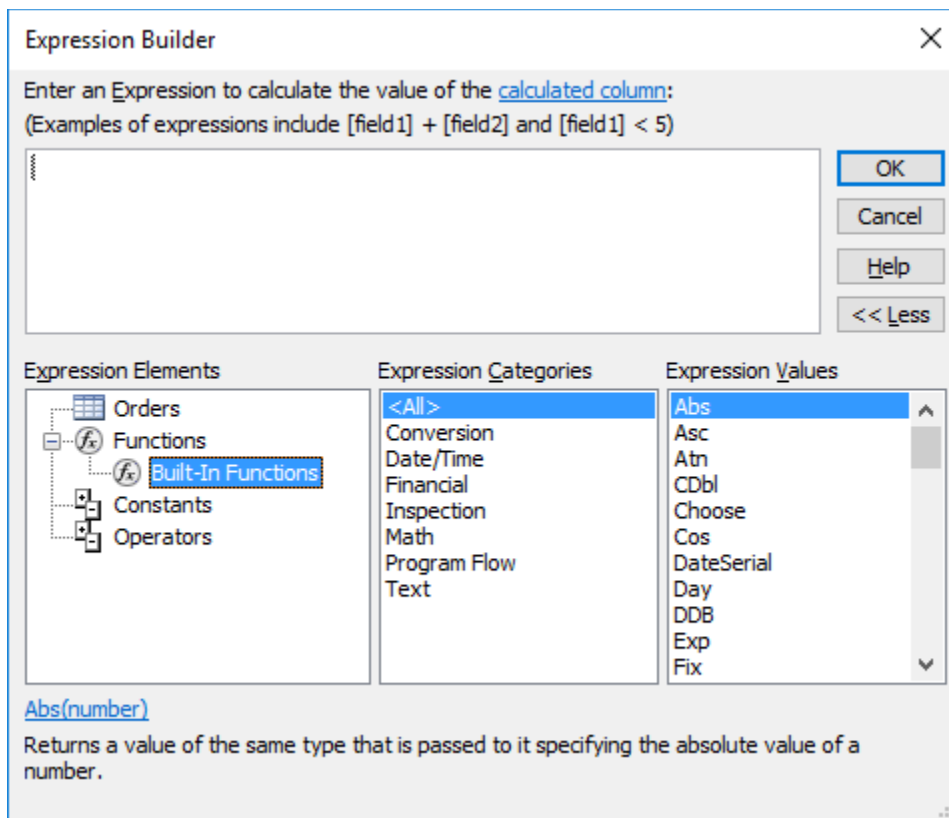 Expression Builder
Enter an Expression to calculate the value of the calculated column:
(Examples of expressions include [field1] + [field2] and [field1] < 5)
OK
Cancel
Help
<< Less
Expression Elements
Orders
Functions
Built-In Functions
Constants
Operators
Expression Categories
<All>
Conversion
Date/Time
Financial
Inspection
Math
Program Flow
Text
Expression Values
Abs
Asc
Atn
CDbl
Choose
Cos
DateSerial
Day
DDB
Exp
Fix
Abs(number)
Returns a value of the same type that is passed to it specifying the absolute value of a
number.